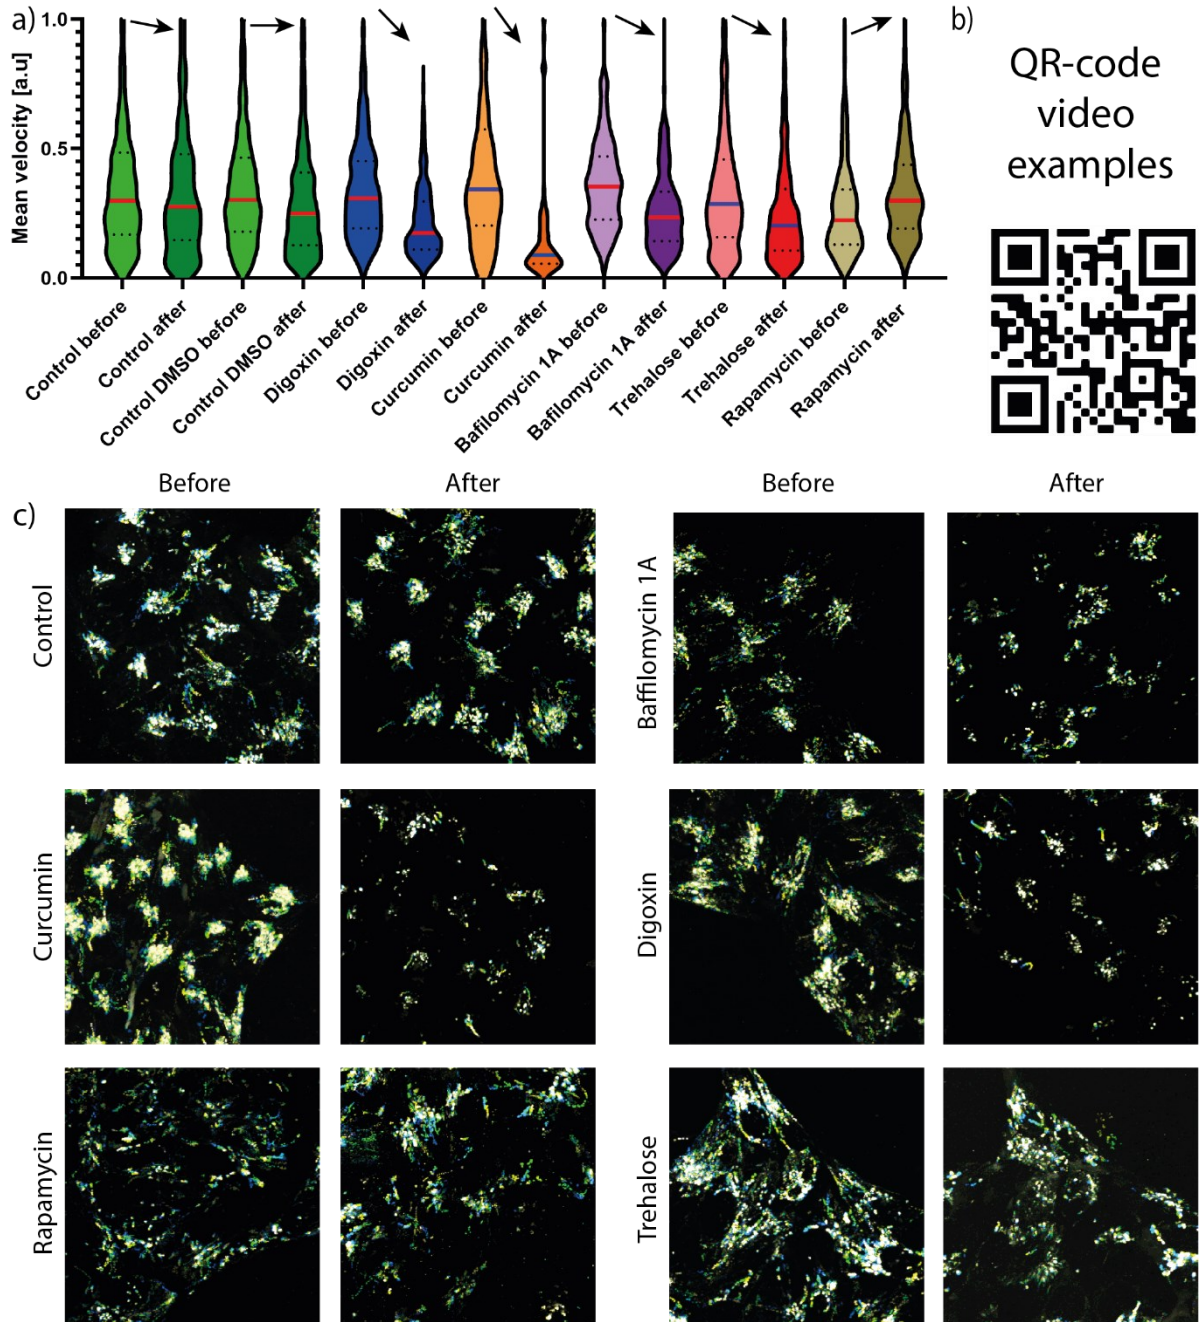 a)
Mean velocity [a.u]
1.0
0.5
0.0
Control before
Control after
Control DMSO before
Control DMSO after
Digoxin before
Digoxin after
Curcumin before
Curcumin after
Bafilomycin 1A before
Bafilomycin 1A after
Trehalose before
Trehalose after
Rapamycin before
Rapamycin after
b)
QR-code
video
examples
c)
Before
After
Before
After
Control
Baffilomycin 1A
Curcumin
Digoxin
Rapamycin
Trehalose